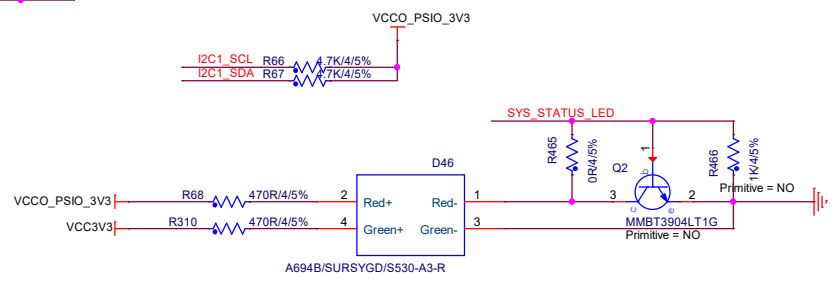 VCCO_PSIO_3V3
I2C1_SCL R66 4.7K/4/5%
I2C1_SDA R67 4.7K/4/5%
SYS_STATUS_LED
R465 0R/4/5%
1
Q2
b
R466 1K/4/5%
D46
Primitive = NO
VCCO_PSIO_3V3 R68 470R/4/5% 2 Red+ Red- 1 3 c e 2
VCC3V3 R310 470R/4/5% 4 Green+ Green- 3
MMBT3904LT1G
Primitive = NO
A694B/SURSYGD/S530-A3-R